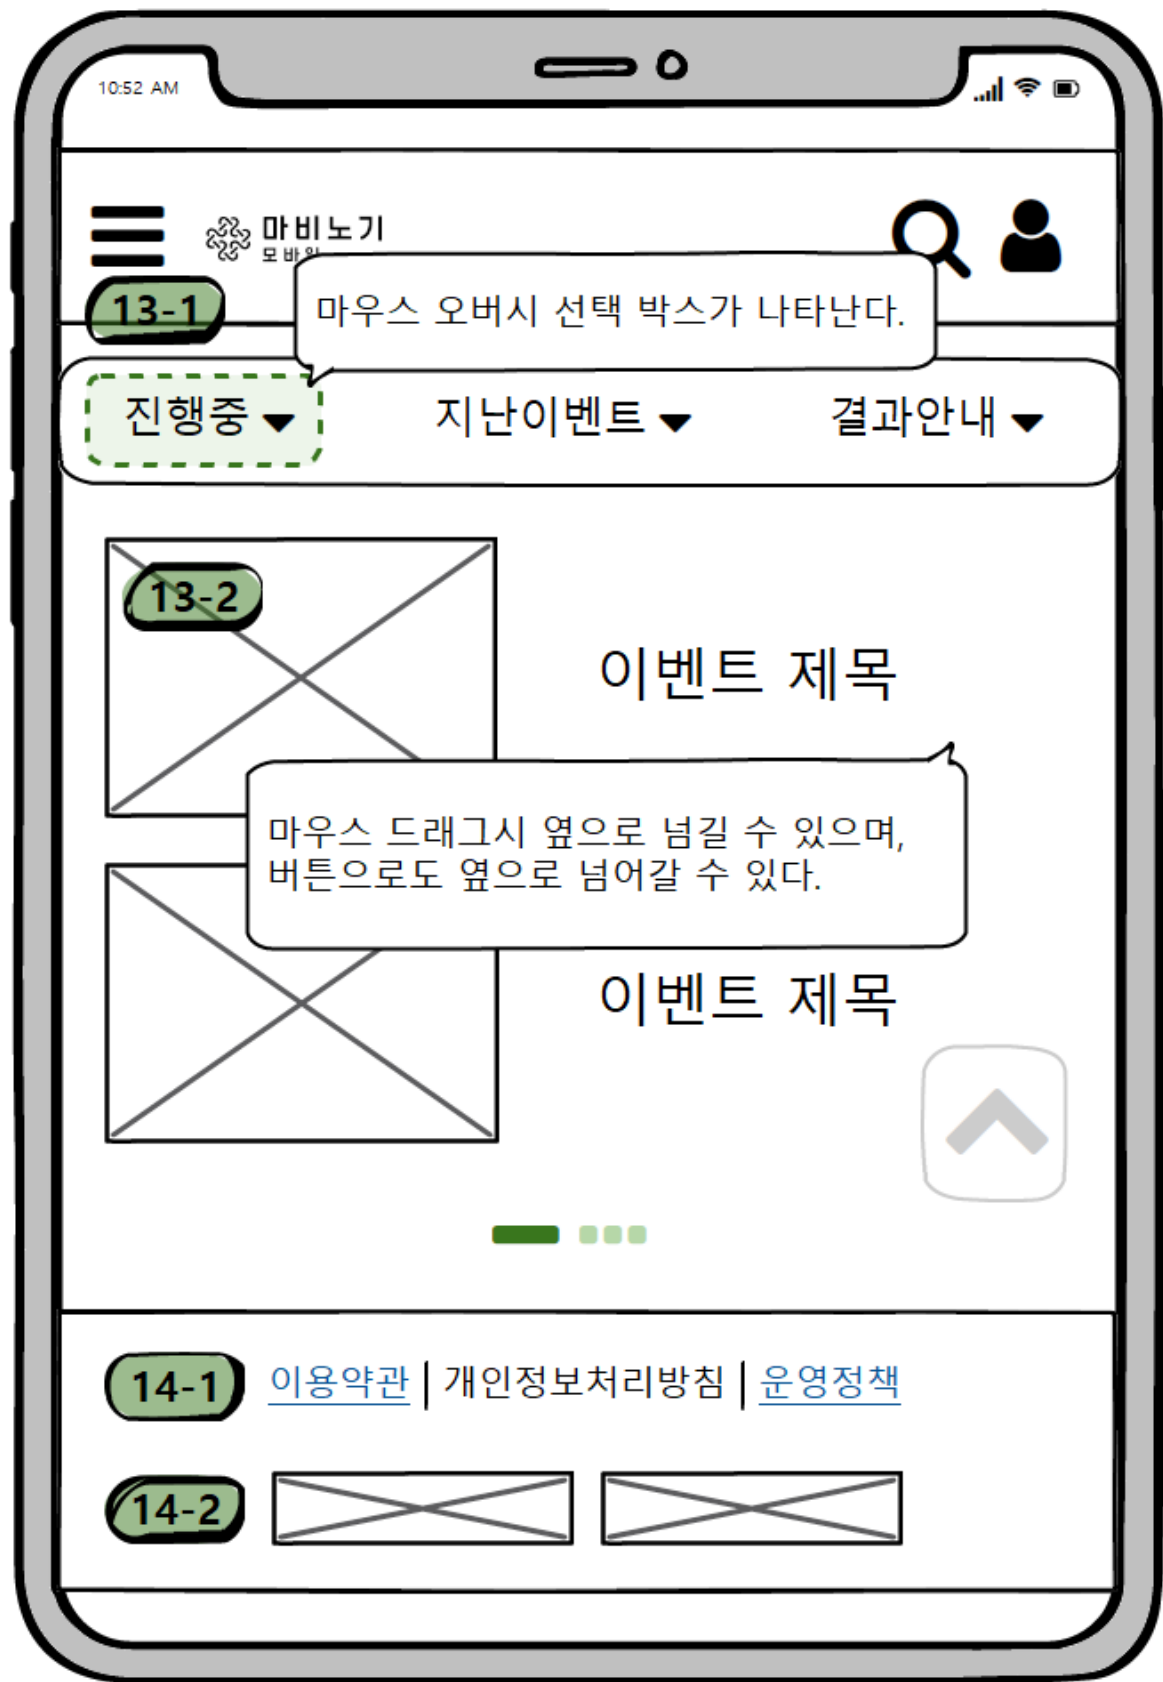 10:52 AM
마비노기
모바일
13-1
마우스 오버시 선택 박스가 나타난다.
진행중
지난이벤트
결과안내
13-2
이벤트 제목
마우스 드래그시 옆으로 넘길 수 있으며,
버튼으로도 옆으로 넘어갈 수 있다.
이벤트 제목
14-1
이용약관 | 개인정보처리방침 | 운영정책
14-2